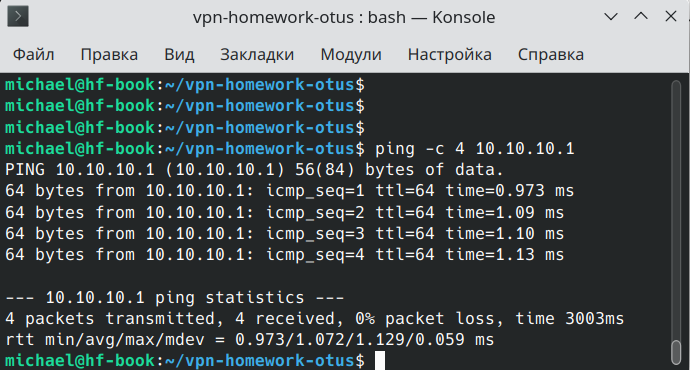 vpn-homework-otus : bash — Konsole
Файл Правка Вид Закладки Модули Настройка Справка
michael@hf-book:~/vpn-homework-otus$
michael@hf-book:~/vpn-homework-otus$
michael@hf-book:~/vpn-homework-otus$
michael@hf-book:~/vpn-homework-otus$ ping -c 4 10.10.10.1
PING 10.10.10.1 (10.10.10.1) 56(84) bytes of data.
64 bytes from 10.10.10.1: icmp_seq=1 ttl=64 time=0.973 ms
64 bytes from 10.10.10.1: icmp_seq=2 ttl=64 time=1.09 ms
64 bytes from 10.10.10.1: icmp_seq=3 ttl=64 time=1.10 ms
64 bytes from 10.10.10.1: icmp_seq=4 ttl=64 time=1.13 ms
--- 10.10.10.1 ping statistics ---
4 packets transmitted, 4 received, 0% packet loss, time 3003ms
rtt min/avg/max/mdev = 0.973/1.072/1.129/0.059 ms
michael@hf-book:~/vpn-homework-otus$